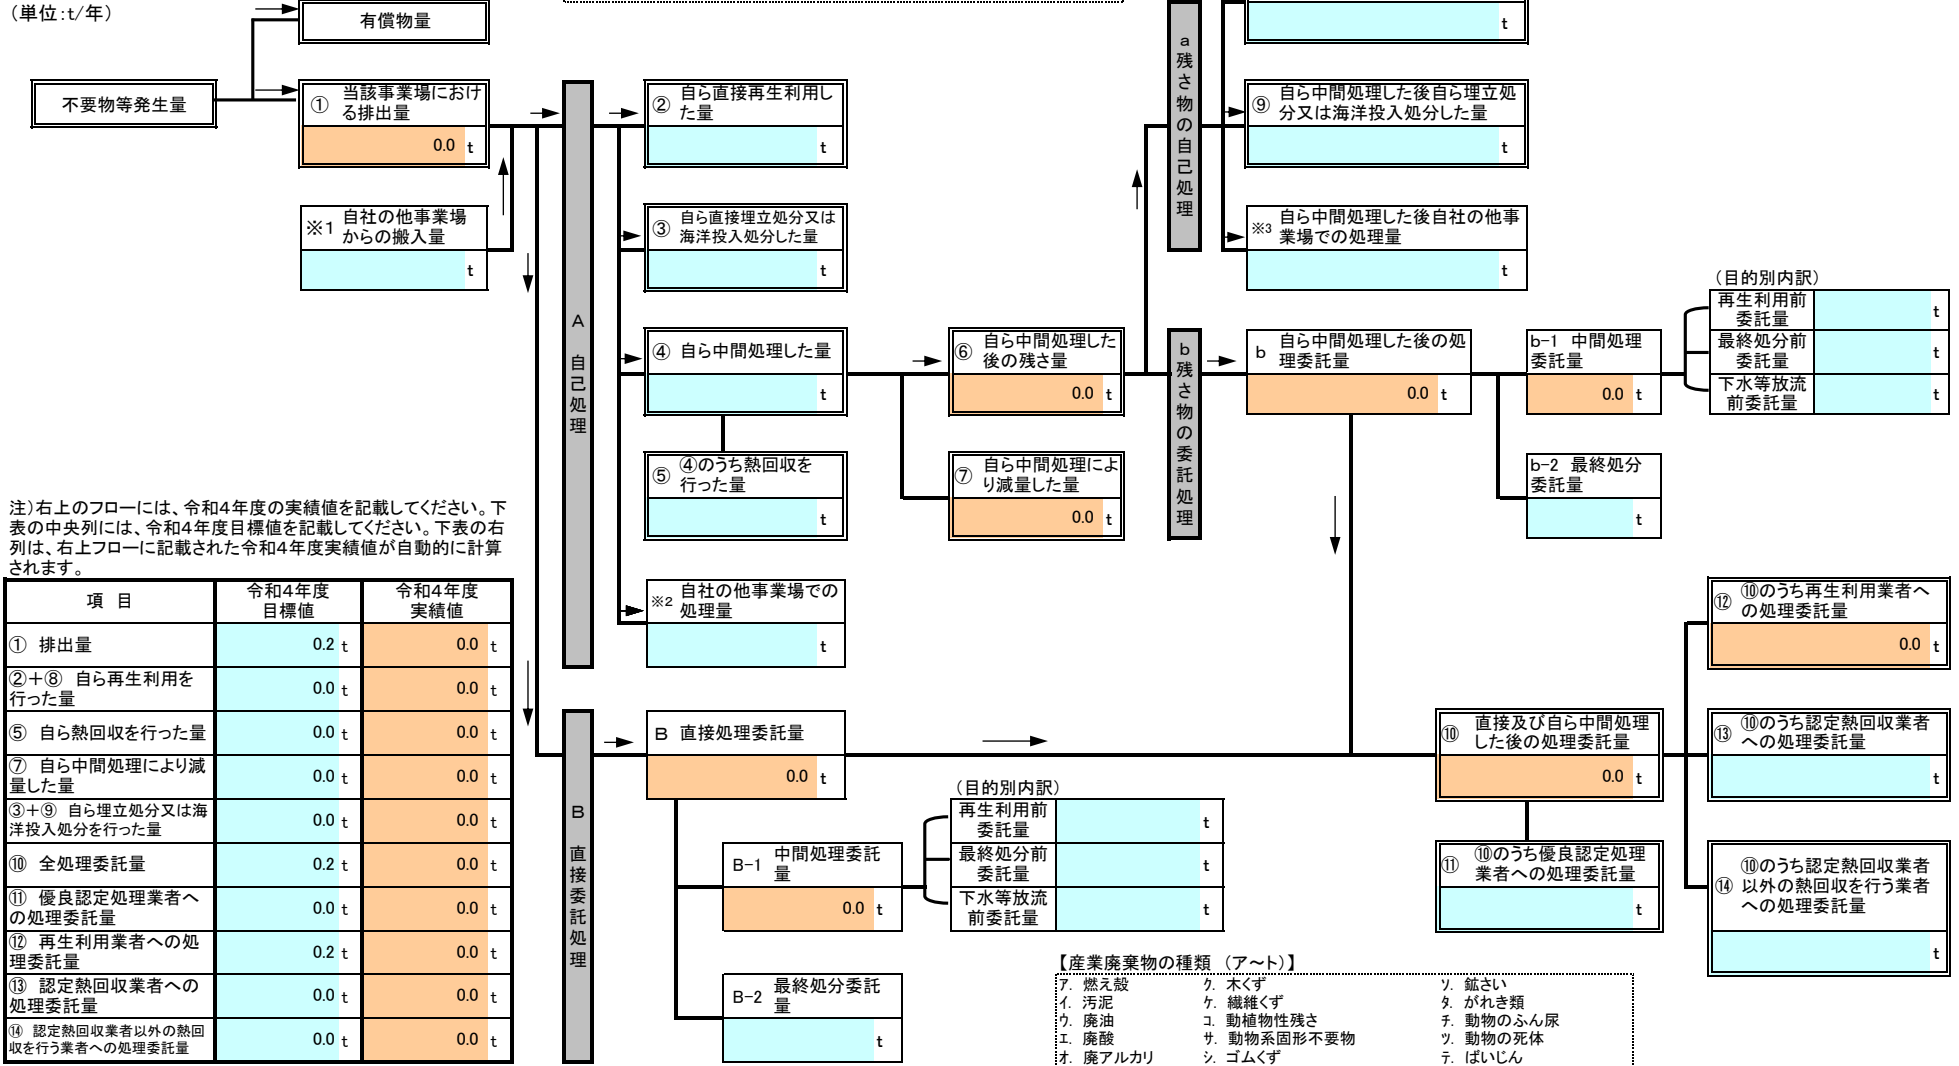 （単位：t/年）
有償物量
t
不要物等発生量
① 当該事業場におけ
る排出量
0.0 t
※1 自社の他事業場
からの搬入量
t
A 自己処理
② 自ら直接再生利用し
た量
t
③ 自ら直接埋立処分又は
海洋投入処分した量
t
④ 自ら中間処理した量
t
⑤ ④のうち熱回収を
行った量
t
※2 自社の他事業場での
処理量
t
⑥ 自ら中間処理した
後の残さ量
0.0 t
⑦ 自ら中間処理によ
り減量した量
0.0 t
a 残さ物の自己処理
⑨ 自ら中間処理した後自ら埋立処
分又は海洋投入処分した量
t
※3 自ら中間処理した後自社の他事
業場での処理量
t
b 残さ物の委託処理
b 自ら中間処理した後の処
理委託量
0.0 t
b-1 中間処理
委託量
0.0 t
b-2 最終処分
委託量
t
（目的別内訳）
再生利用前
委託量
t
最終処分前
委託量
t
下水等放流
前委託量
t
注）右上のフローには、令和4年度の実績値を記載してください。下
表の中央列には、令和4年度目標値を記載してください。下表の右
列は、右上フローに記載された令和4年度実績値が自動的に計算
されます。
項 目 令和4年度
目標値 令和4年度
実績値
① 排出量 0.2 t 0.0 t
②＋⑧ 自ら再生利用を
行った量 0.0 t 0.0 t
⑤ 自ら熱回収を行った量 0.0 t 0.0 t
⑦ 自ら中間処理により減
量した量 0.0 t 0.0 t
③＋⑨ 自ら埋立処分又は海
洋投入処分を行った量 0.0 t 0.0 t
⑩ 全処理委託量 0.2 t 0.0 t
⑪ 優良認定処理業者へ
の処理委託量 0.0 t 0.0 t
⑫ 再生利用業者への処
理委託量 0.2 t 0.0 t
⑬ 認定熱回収業者への
処理委託量 0.0 t 0.0 t
⑭ 認定熱回収業者以外の熱回
収を行う業者への処理委託量 0.0 t 0.0 t
B 直接委託処理
B 直接処理委託量
0.0 t
B-1 中間処理委託
量
0.0 t
B-2 最終処分委託
量
t
（目的別内訳）
再生利用前
委託量
t
最終処分前
委託量
t
下水等放流
前委託量
t
⑩ 直接及び自ら中間処理
した後の処理委託量
0.0 t
⑪ ⑩のうち優良認定処理
業者への処理委託量
t
⑫ ⑩のうち再生利用業者へ
の処理委託量
0.0 t
⑬ ⑩のうち認定熱回収業者
への処理委託量
t
⑭ ⑩のうち認定熱回収業者
以外の熱回収を行う業者
への処理委託量
t
【産業廃棄物の種類 （ア～ト）】
ア. 燃え殻 ク. 木くず ソ. 鉱さい
イ. 汚泥 ケ. 繊維くず タ. がれき類
ウ. 廃油 コ. 動植物性残さ チ. 動物のふん尿
エ. 廃酸 サ. 動物系固形不要物 ツ. 動物の死体
オ. 廃アルカリ シ. ゴムくず テ. ばいじん